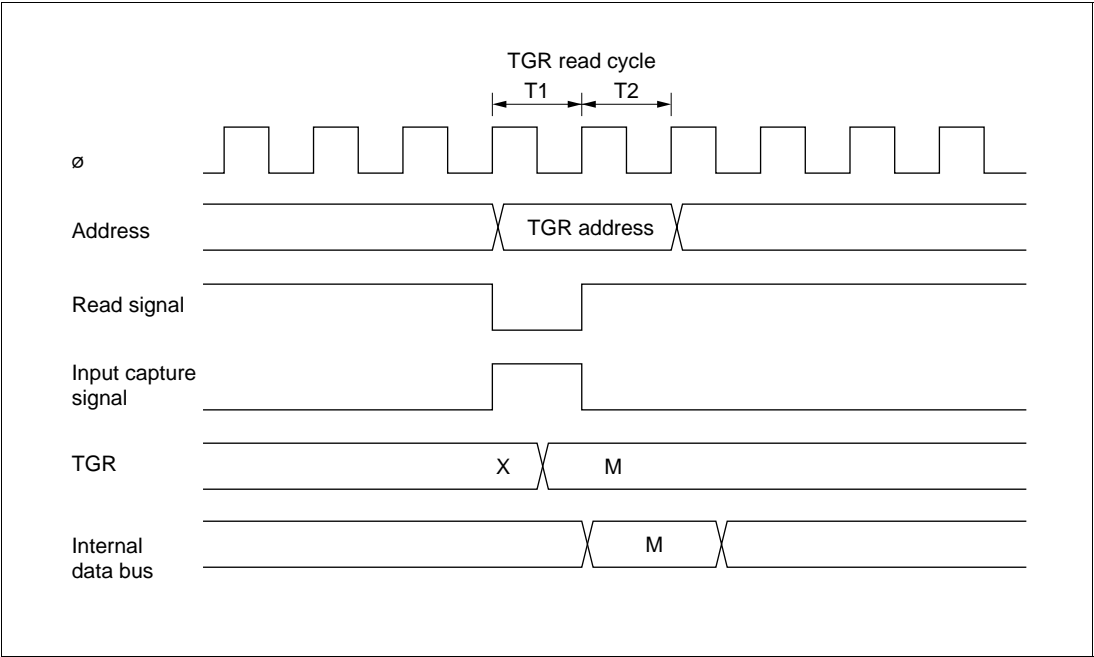 TGR read cycle
T1 T2
ø
Address
TGR address
Read signal
Input capture
signal
TGR
X M
Internal
data bus
M